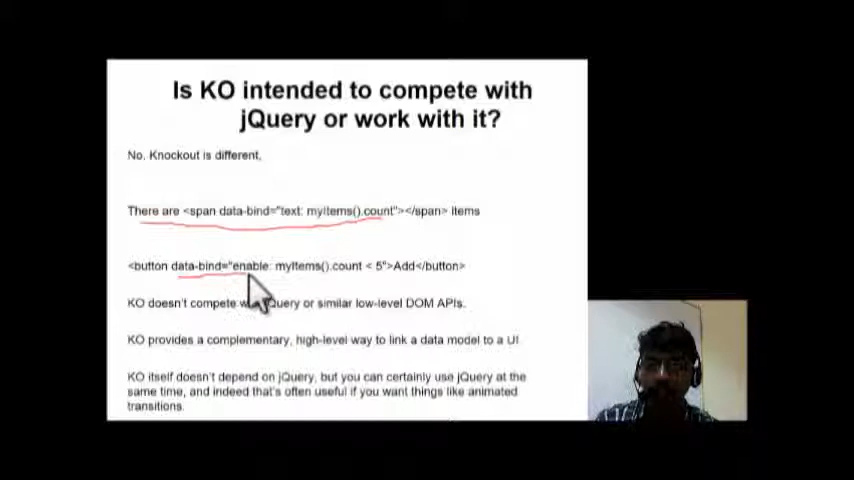 Is KO intended to compete with
jQuery or work with it?
No. Knockout is different,
There are <span data-bind="text: myItems().count"></span> items
<button data-bind="enable: myItems().count < 5">Add</button>
KO doesn't compete jQuery or similar low-level DOM APIs.
KO provides a complementary, high-level way to link a data model to a UI
KO itself doesn't depend on jQuery, but you can certainly use jQuery at the
same time, and indeed that's often useful if you want things like animated
transitions.